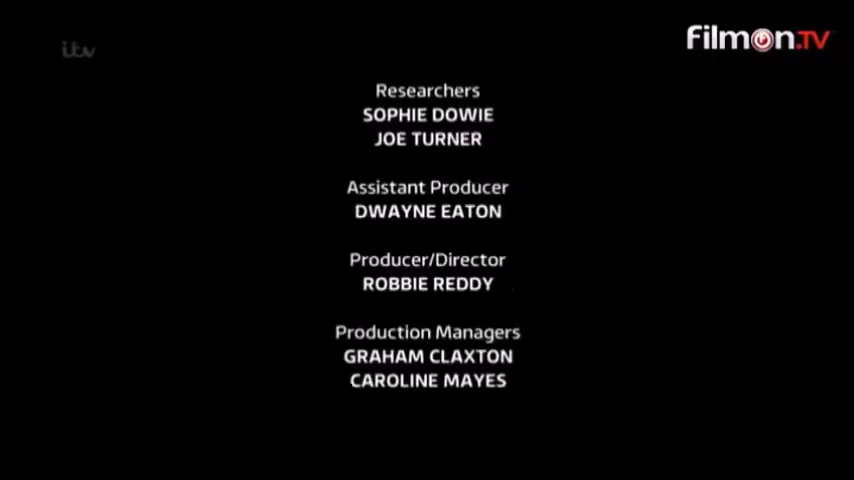 itv
Filmon.TV
Researchers
SOPHIE DOWIE
JOE TURNER
Assistant Producer
DWAYNE EATON
Producer/Director
ROBBIE REDDY
Production Managers
GRAHAM CLAXTON
CAROLINE MAYES